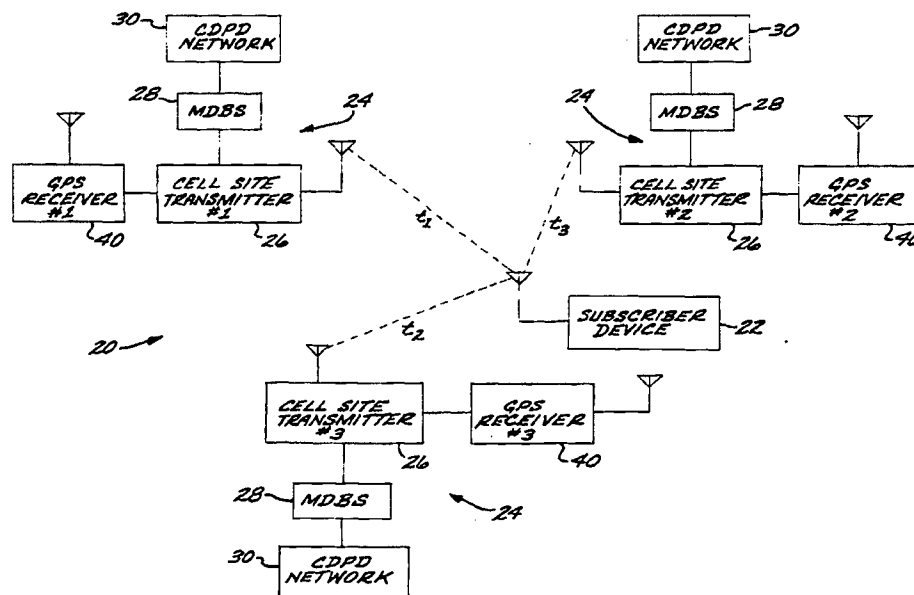 30
CDPD
NETWORK
28
MDBS
24
GPS
RECEIVER
#1
40
CELL SITE
TRANSMITTER
#1
26
t1
CDPD
NETWORK
30
24
MDBS
28
CELL SITE
TRANSMITTER
#2
26
GPS
RECEIVER
#2
40
t3
t2
SUBSCRIBER
DEVICE
22
20
CELL SITE
TRANSMITTER
#3
26
GPS
RECEIVER
#3
40
28
MDBS
24
30
CDPD
NETWORK